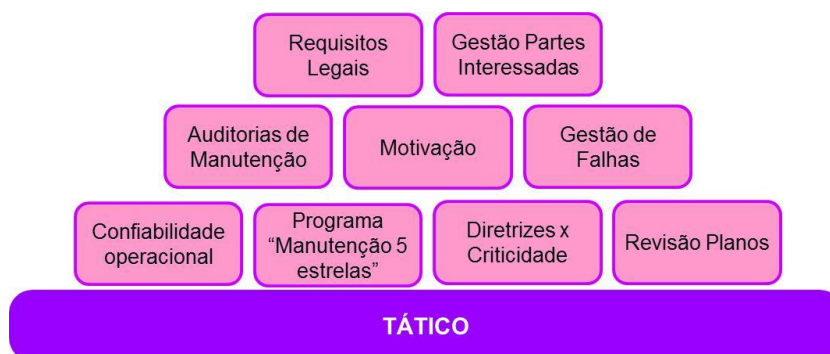 Requisitos
Legais
Gestão Partes
Interessadas
Auditorias de
Manutenção
Motivação
Gestão de
Falhas
Confiabilidade
operacional
Programa
“Manutenção 5
estrelas”
Diretrizes x
Criticidade
Revisão Planos
TÁTICO